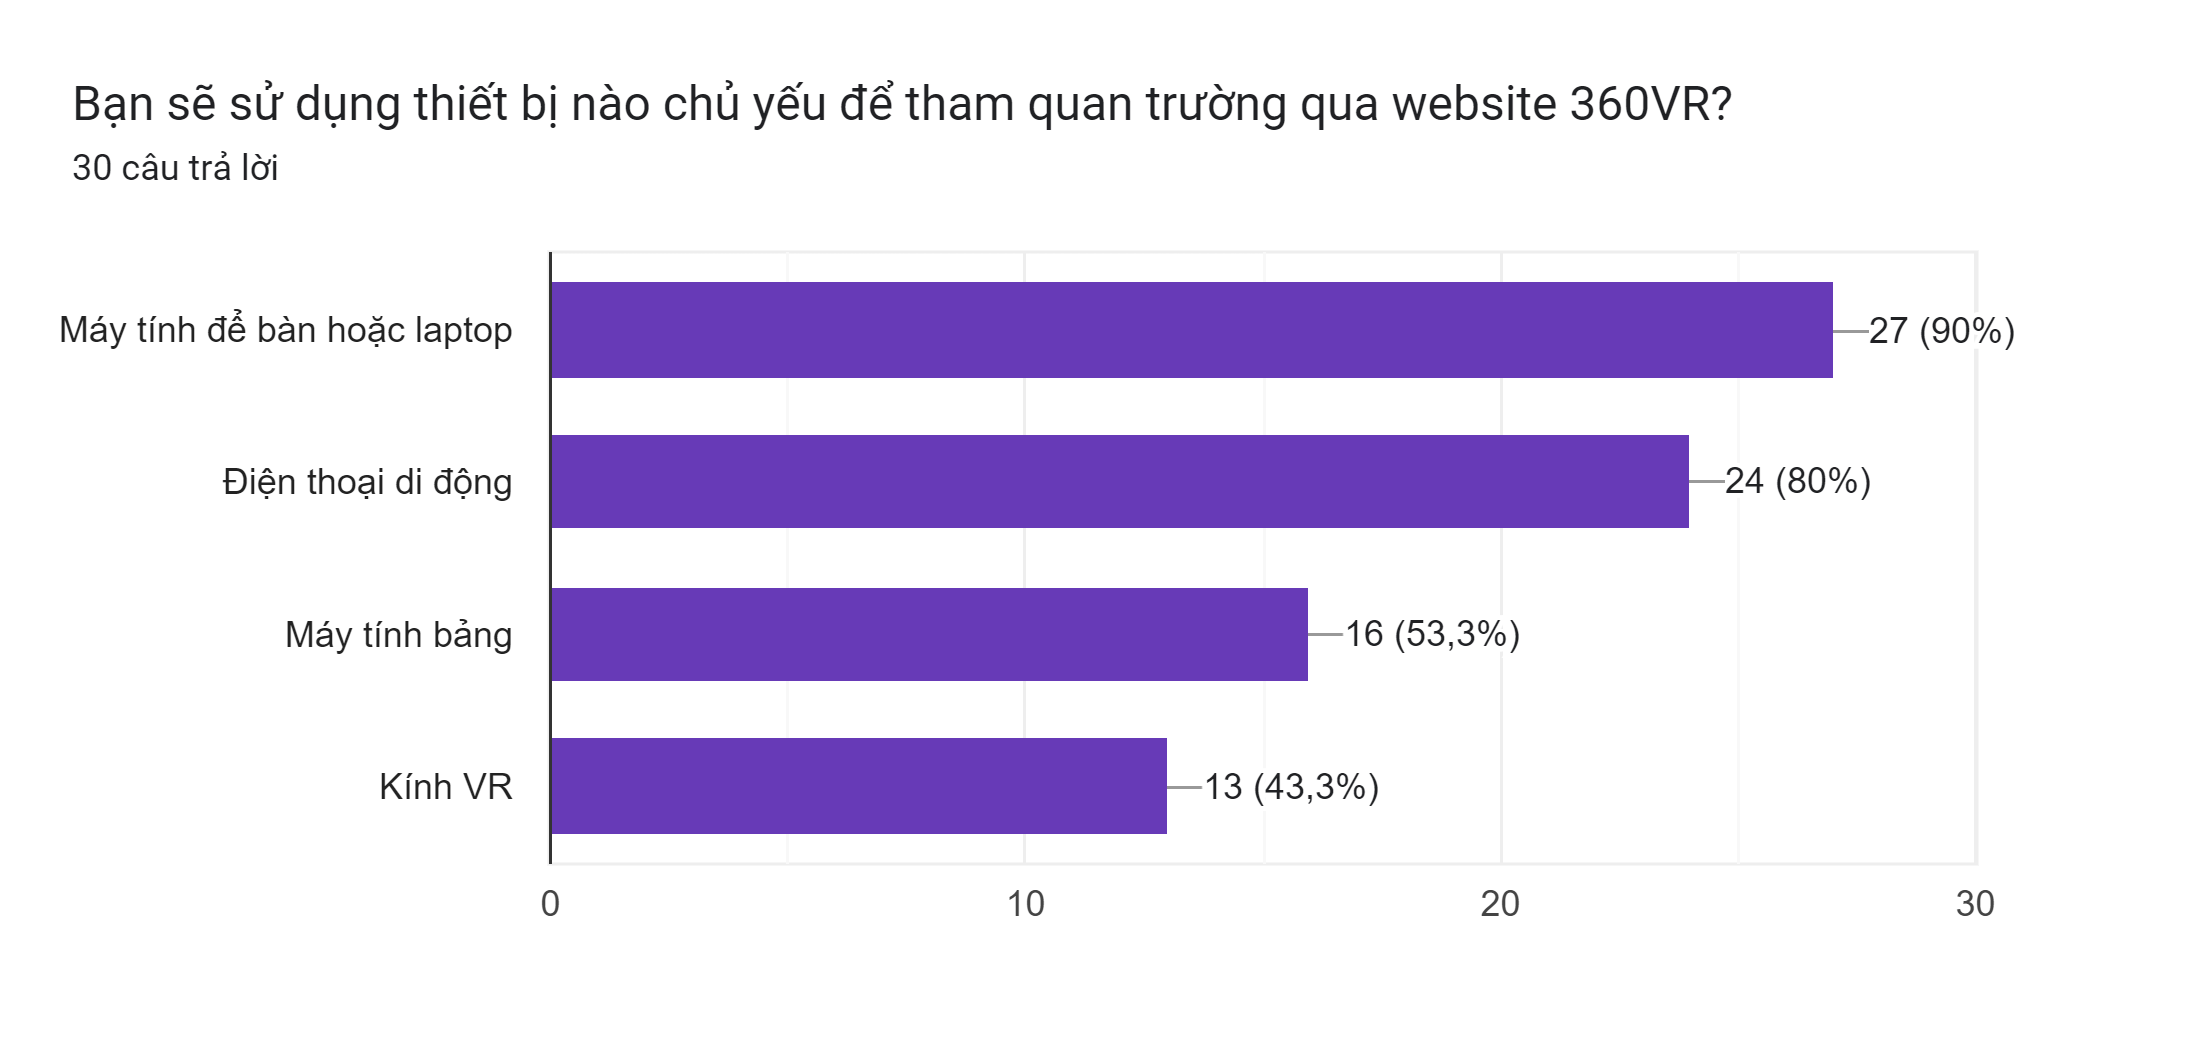 Bạn sẽ sử dụng thiết bị nào chủ yếu để tham quan trường qua website 360VR?
30 câu trả lời
Máy tính để bàn hoặc laptop
27 (90%)
Điện thoại di động
24 (80%)
Máy tính bảng
16 (53,3%)
Kính VR
13 (43,3%)
0 10 20 30